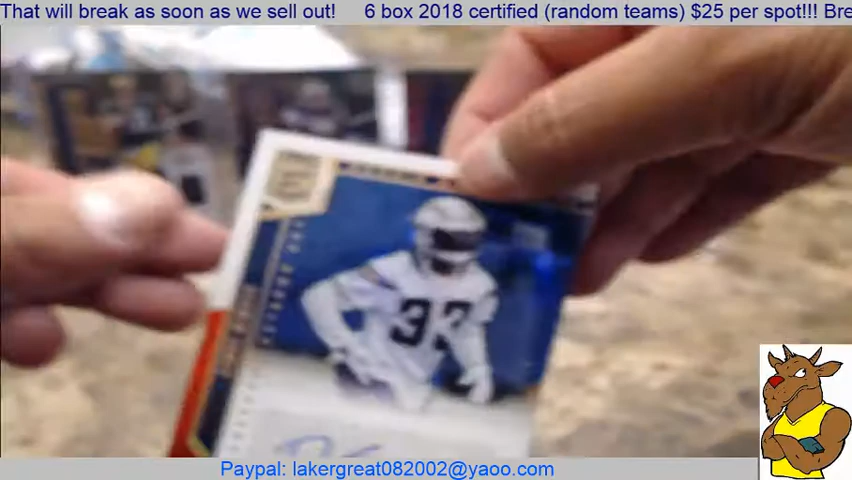 That will break as soon as we sell out! 6 box 2018 certified (random teams) $25 per spot!!! Bre
33
Paypal: lakergreat082002@yaoo.com